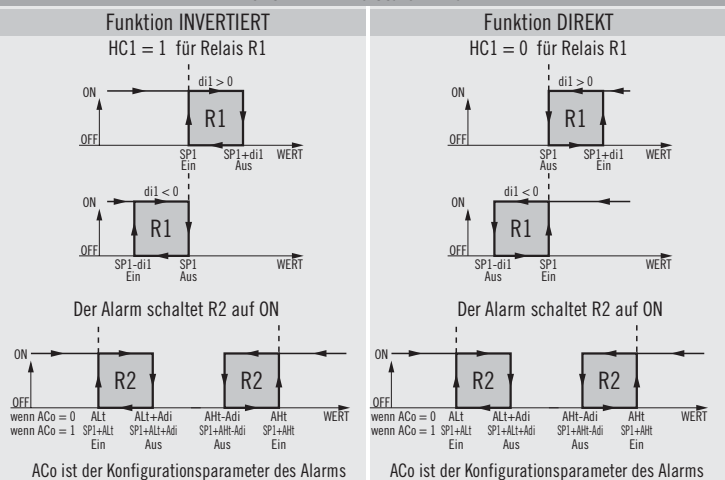 Funktion INVERTIERT
HC1 = 1 für Relais R1
di1 > 0
ON
R1
OFF
SP1 SP1+di1 WERT
Ein Aus
di1 < 0
ON
R1
OFF
SP1-di1 SP1 WERT
Ein Aus
Der Alarm schaltet R2 auf ON
ON
R2 R2
OFF
wenn ACo = 0 ALt ALt+Adi AHt-Adi AHt WERT
wenn ACo = 1 SP1+ALt SP1+ALt+Adi SP1+AHt-Adi SP1+AHt
Ein Aus Aus Ein
ACo ist der Konfigurationsparameter des Alarms
Funktion DIREKT
HC1 = 0 für Relais R1
di1 > 0
ON
R1
OFF
SP1 SP1+di1 WERT
Aus Ein
di1 < 0
ON
R1
OFF
SP1-di1 SP1 WERT
Aus Ein
Der Alarm schaltet R2 auf ON
ON
R2 R2
OFF
wenn ACo = 0 ALt ALt+Adi AHt-Adi AHt WERT
wenn ACo = 1 SP1+ALt SP1+ALt+Adi SP1+AHt-Adi SP1+AHt
Ein Aus Aus Ein
ACo ist der Konfigurationsparameter des Alarms